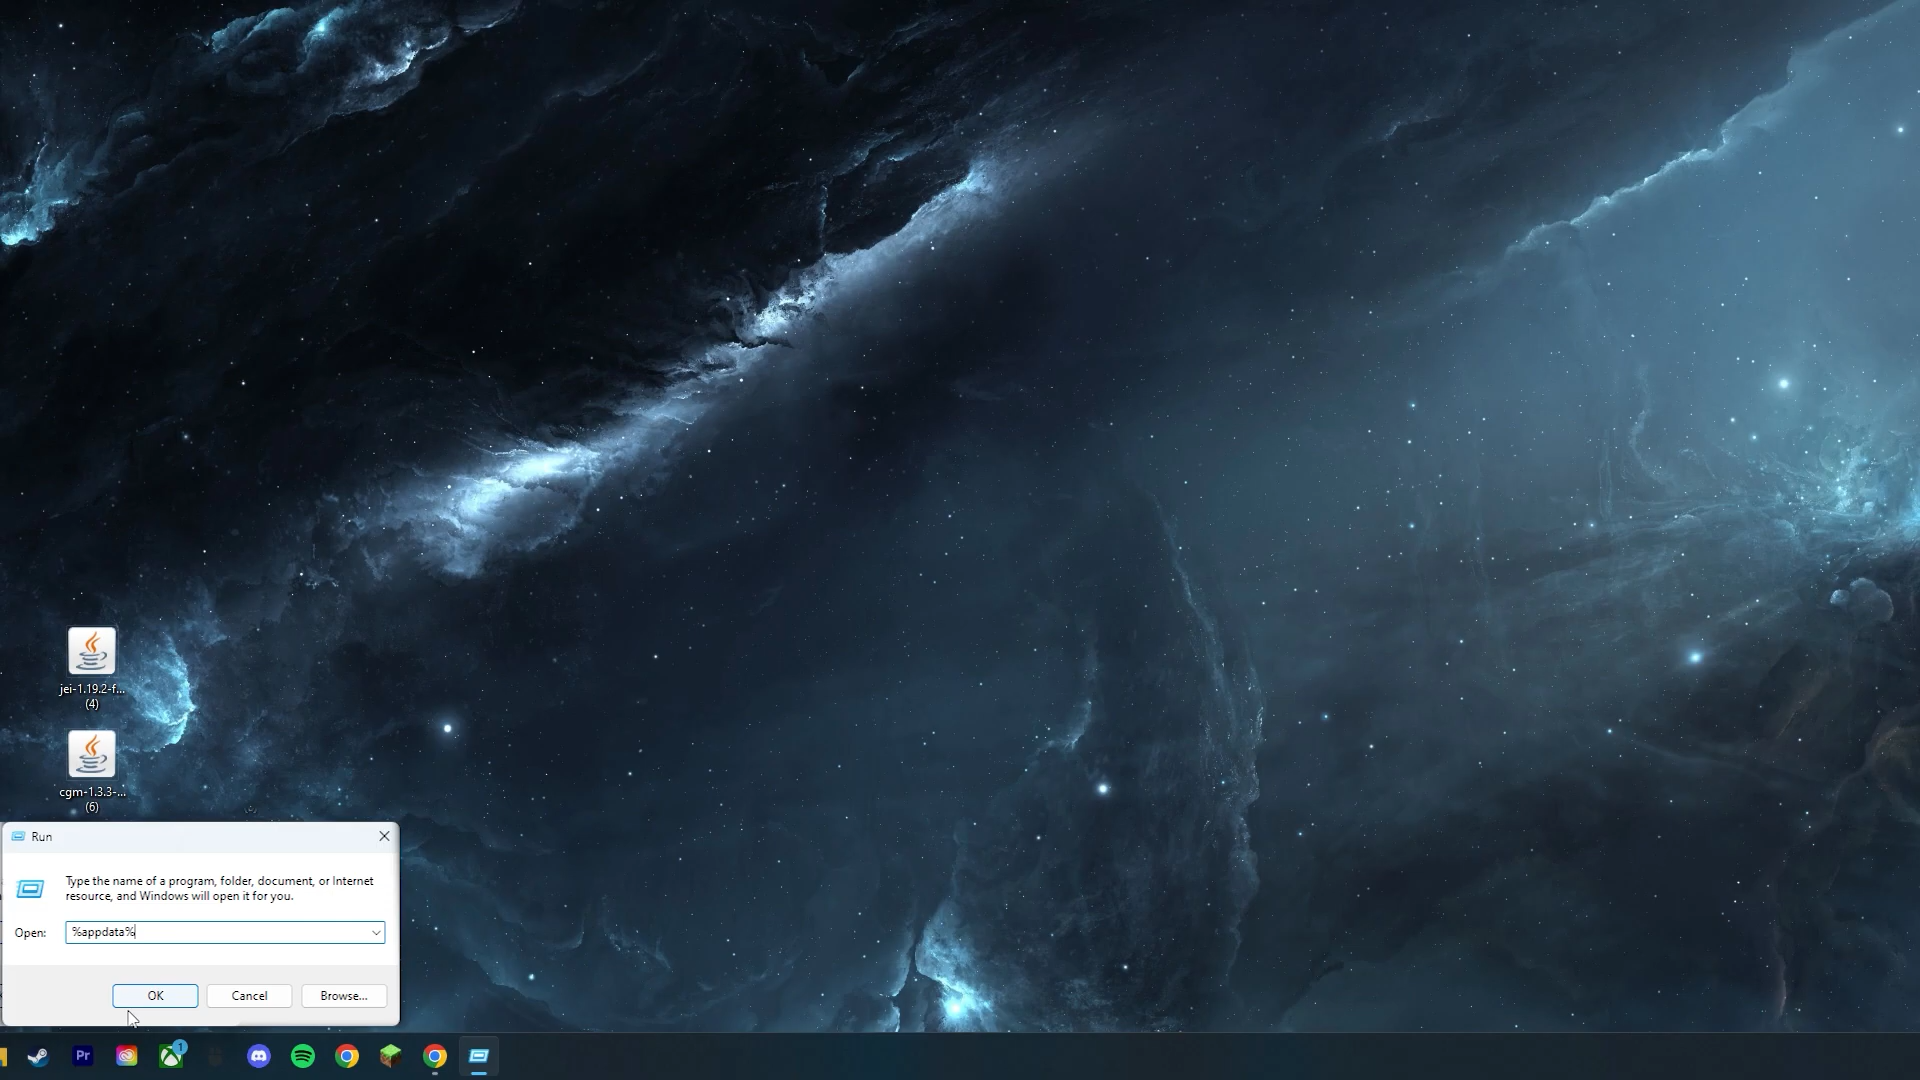 jei-1.19.2-f...
(4)
cgm-1.3.3-...
(6)
Run
Type the name of a program, folder, document, or Internet
resource, and Windows will open it for you.
Open:
%appdata%
OK
Cancel
Browse...
Pr
1